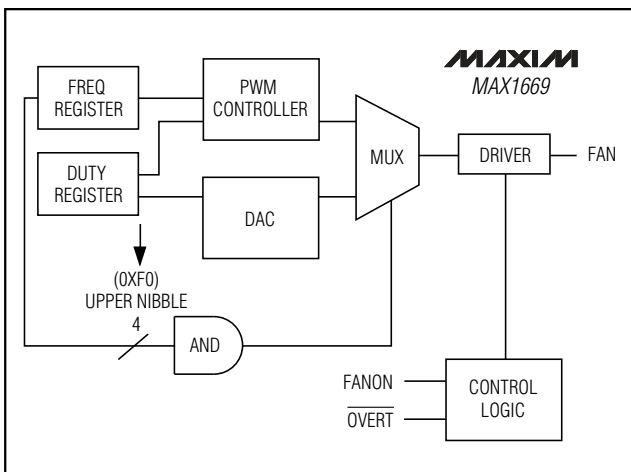 FREQ
REGISTER
PWM
CONTROLLER
MAXIM
MAX1669
DUTY
REGISTER
DAC
MUX
DRIVER
FAN
(0XF0)
UPPER NIBBLE
4
AND
FANON
OVERT
CONTROL
LOGIC